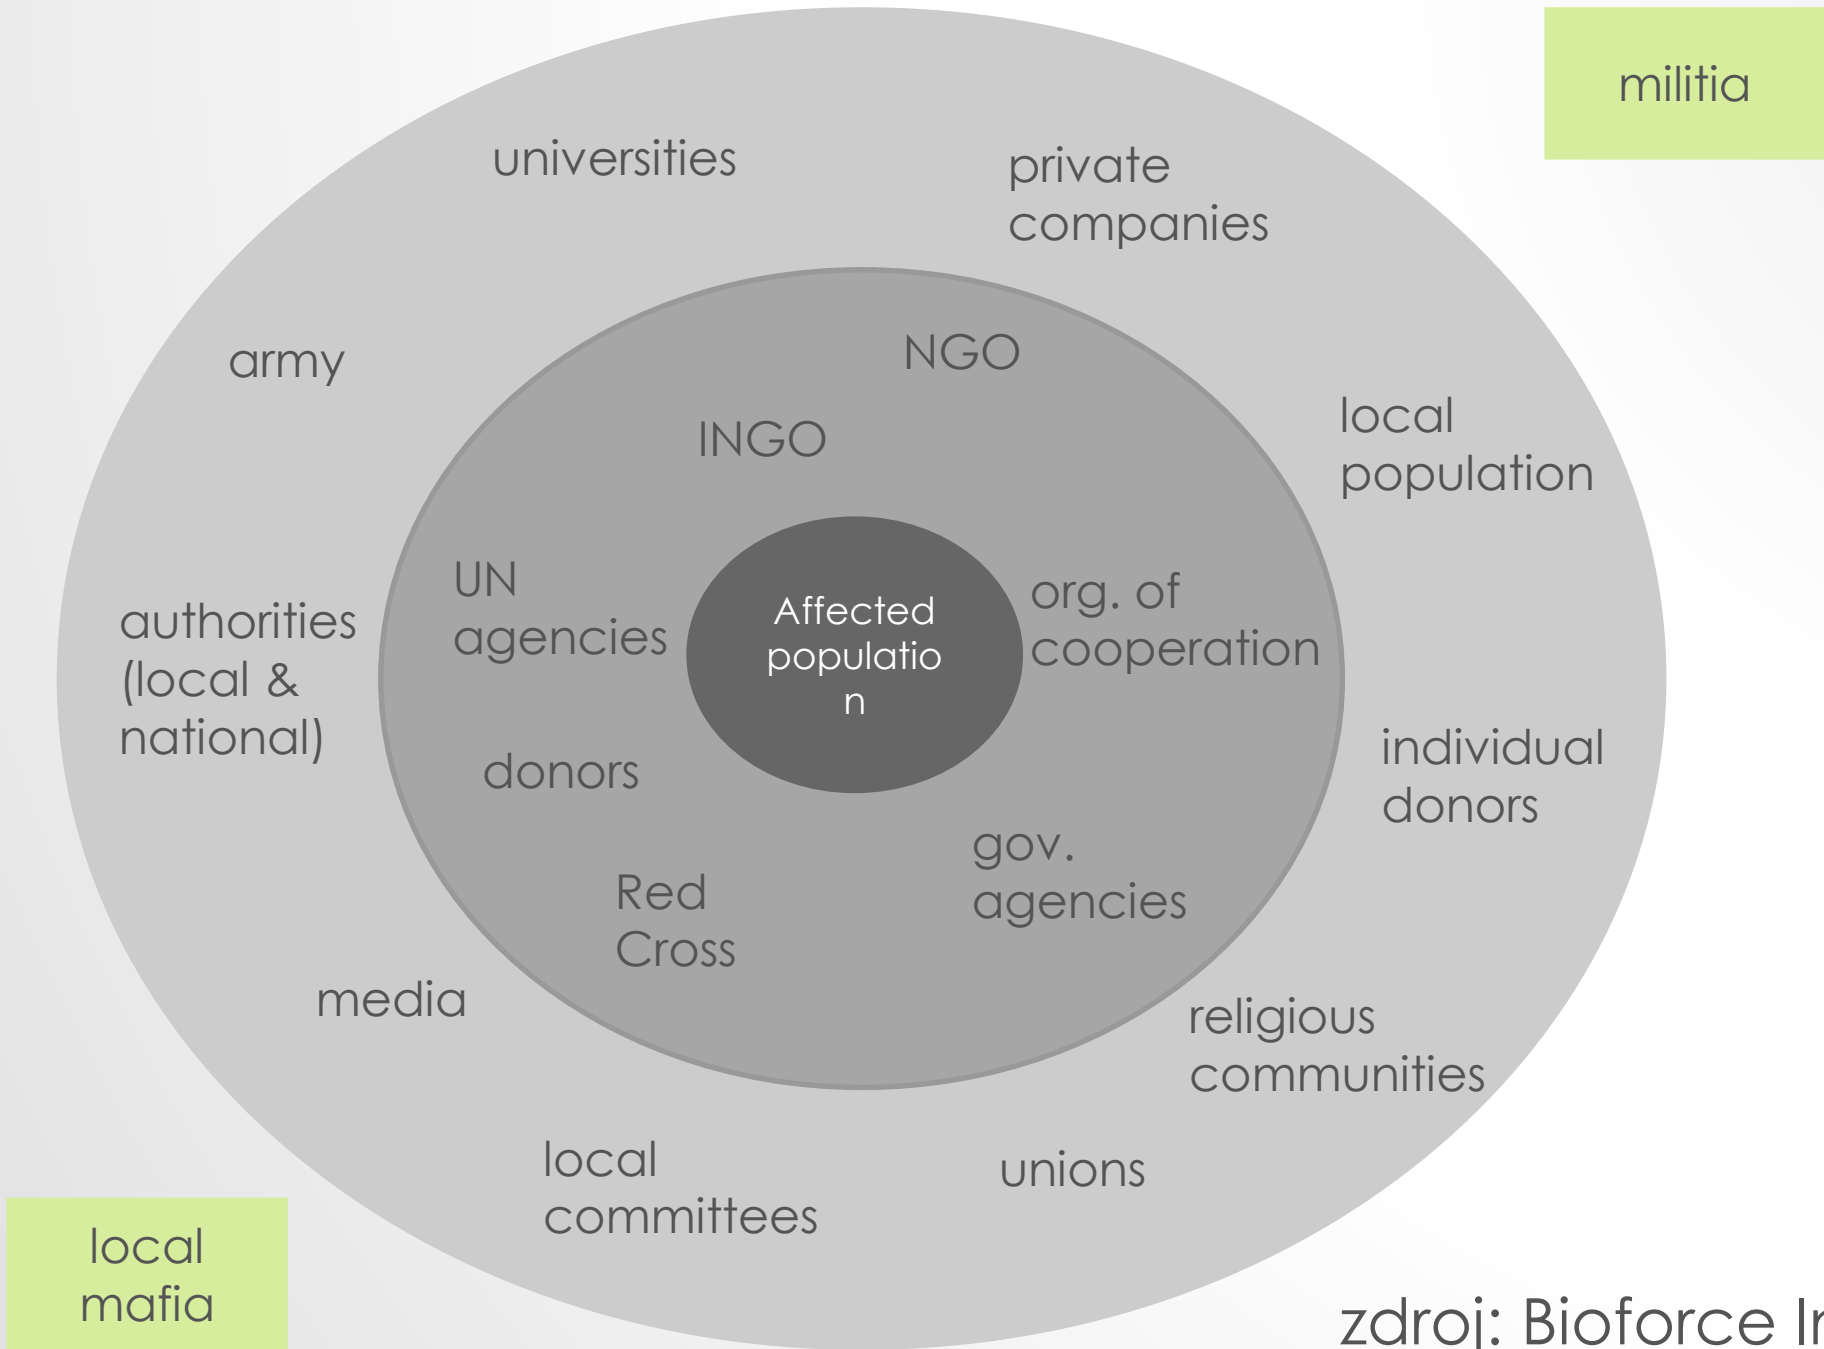 militia
universities
private
companies
army
NGO
INGO
local
population
UN
agencies
Affected
populatio
n
org. of
cooperation
authorities
(local &
national)
donors
individual
donors
gov.
agencies
Red
Cross
media
religious
communities
local
committees
unions
local
mafia
zdroj: Bioforce